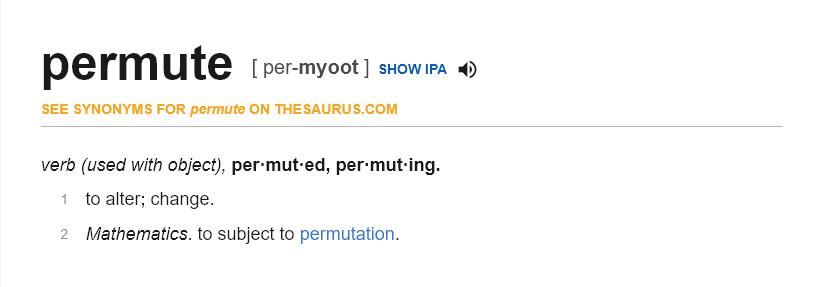 permute [ per-myoot ] SHOW IPA
SEE SYNONYMS FOR permute ON THESAURUS.COM
verb (used with object), per·mut·ed, per·mut·ing.
1 to alter; change.
2 Mathematics. to subject to permutation.